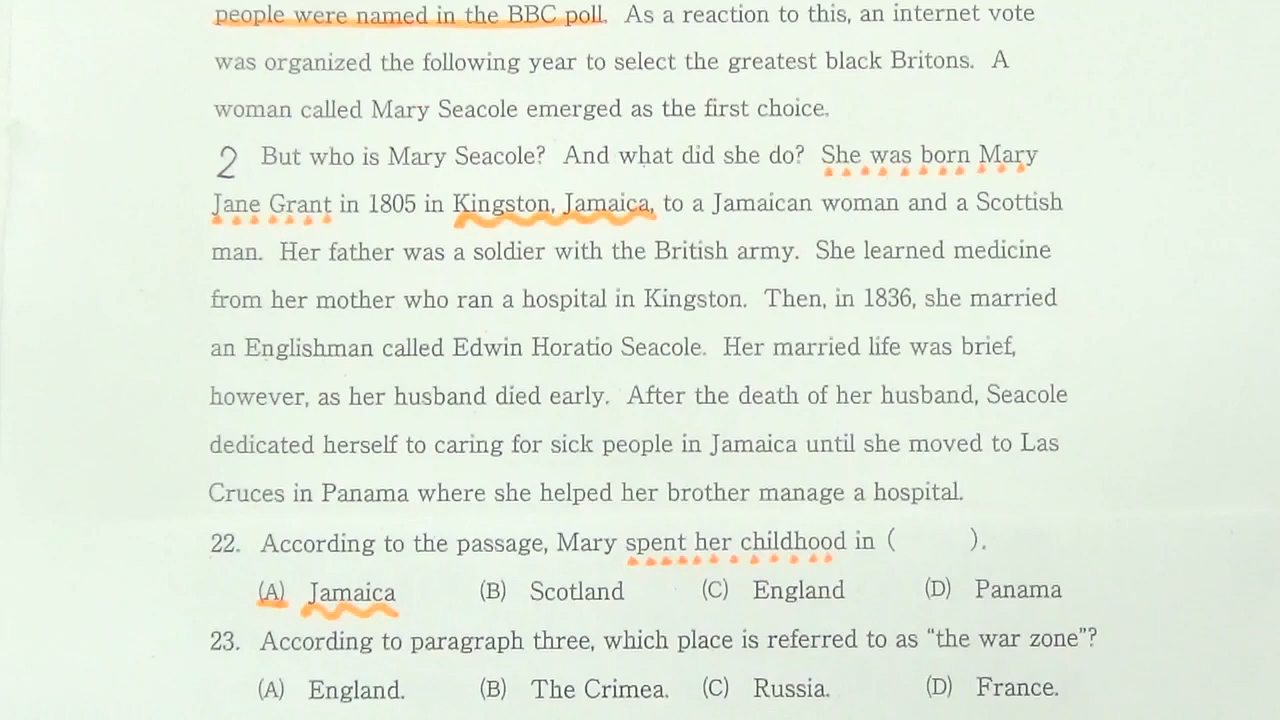 people were named in the BBC poll. As a reaction to this, an internet vote
was organized the following year to select the greatest black Britons. A
woman called Mary Seacole emerged as the first choice.
2 But who is Mary Seacole? And what did she do? She was born Mary
Jane Grant in 1805 in Kingston, Jamaica, to a Jamaican woman and a Scottish
man. Her father was a soldier with the British army. She learned medicine
from her mother who ran a hospital in Kingston. Then, in 1836, she married
an Englishman called Edwin Horatio Seacole. Her married life was brief,
however, as her husband died early. After the death of her husband, Seacole
dedicated herself to caring for sick people in Jamaica until she moved to Las
Cruces in Panama where she helped her brother manage a hospital.
22. According to the passage, Mary spent her childhood in ( ).
(A) Jamaica (B) Scotland (C) England (D) Panama
23. According to paragraph three, which place is referred to as “the war zone”?
(A) England. (B) The Crimea. (C) Russia. (D) France.